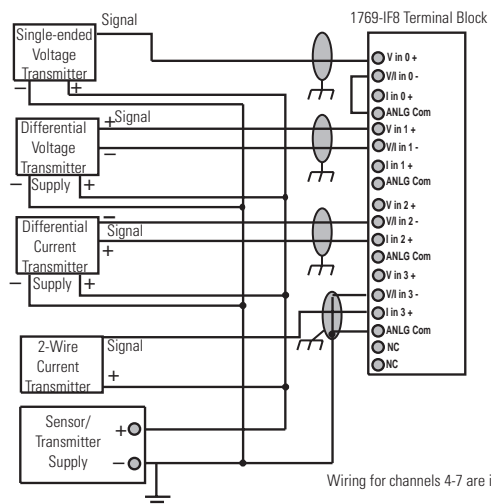 1769-IF8 Terminal Block
Signal
Single-ended
Voltage
Transmitter
− +
+ Signal
−
Differential
Voltage
Transmitter
− Supply +
−
Signal
+
Differential
Current
Transmitter
− Supply +
2-Wire
Current
Transmitter
Signal
+
Sensor/
Transmitter
Supply
+
−
V in 0 +
V/I in 0 -
I in 0 +
ANLG Com
V in 1 +
V/I in 1 -
I in 1 +
ANLG Com
V in 2 +
V/I in 2 -
I in 2 +
ANLG Com
V in 3 +
V/I in 3 -
I in 3 +
ANLG Com
NC
NC
Wiring for channels 4-7 are i